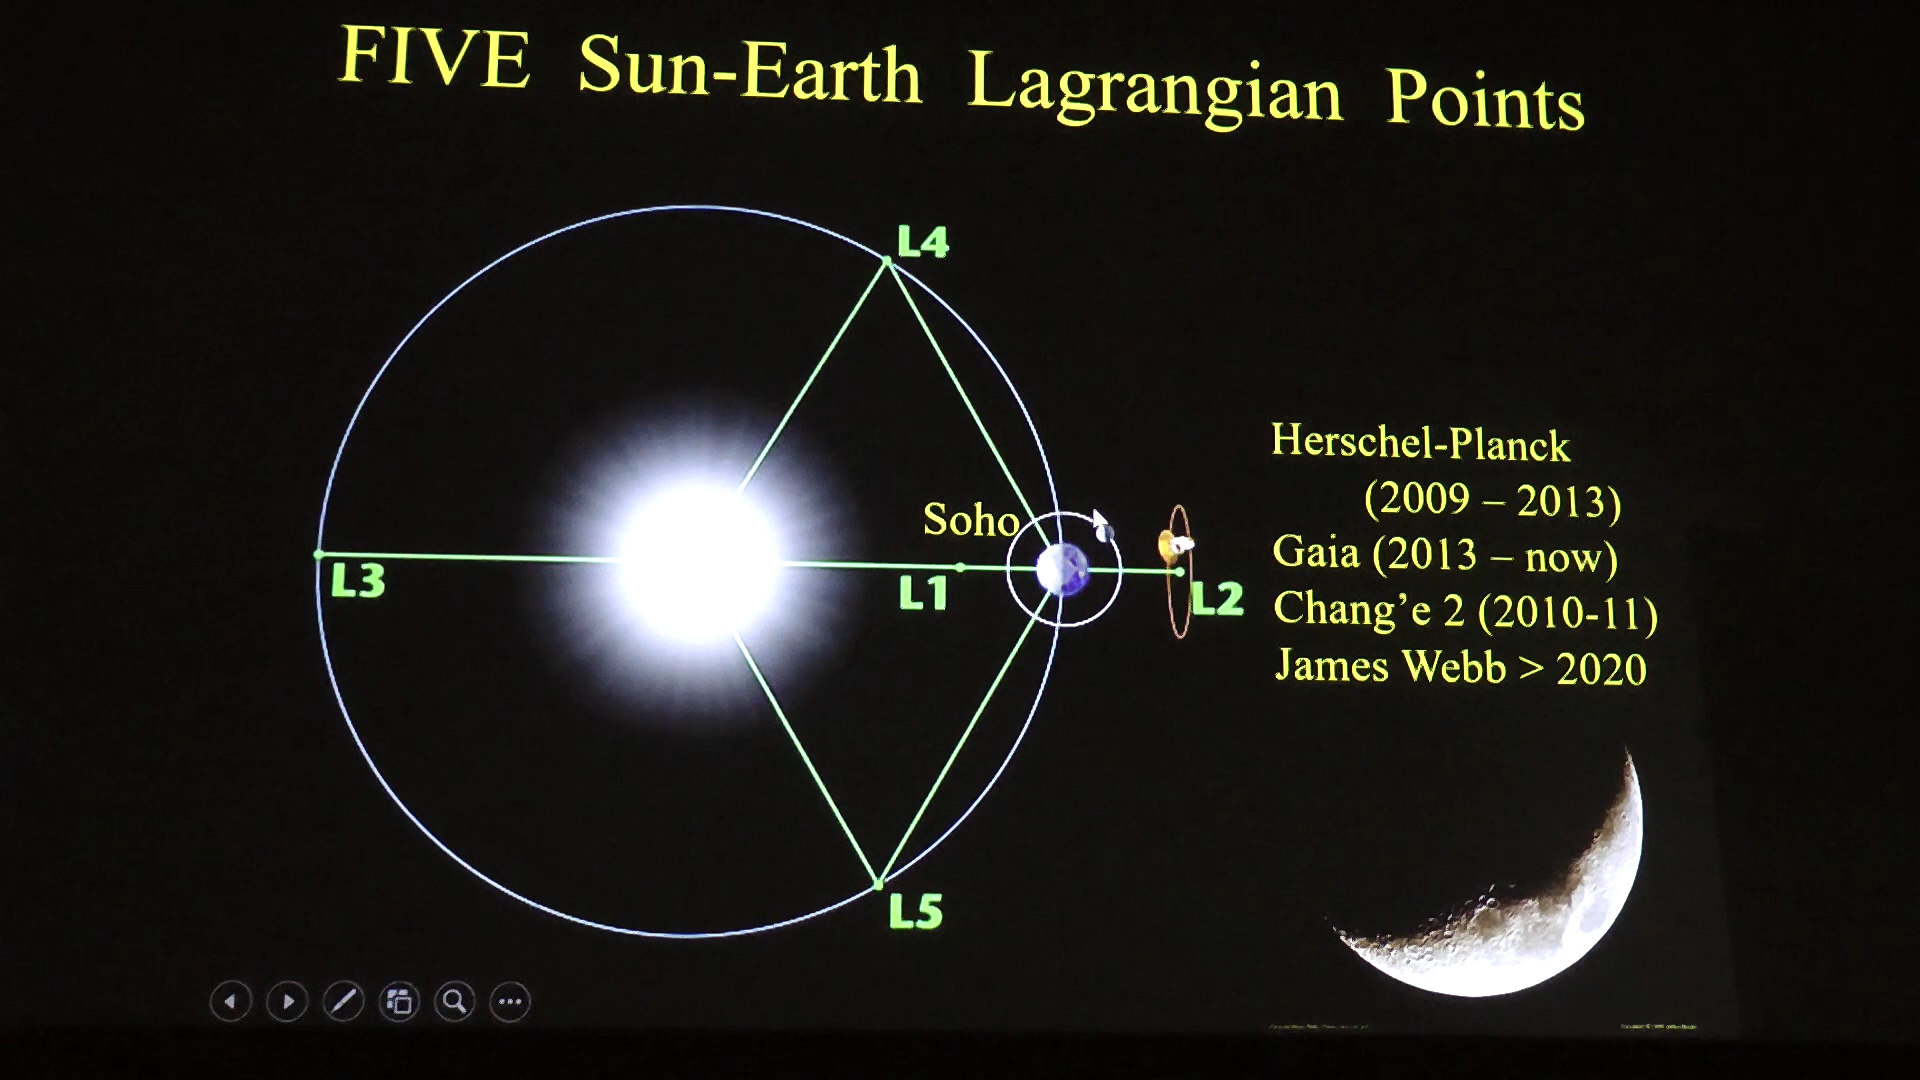 FIVE Sun-Earth Lagrangian Points
L4
Soho
L3
L1
L2
L5
Herschel-Planck
(2009 – 2013)
Gaia (2013 – now)
Chang’e 2 (2010-11)
James Webb > 2020